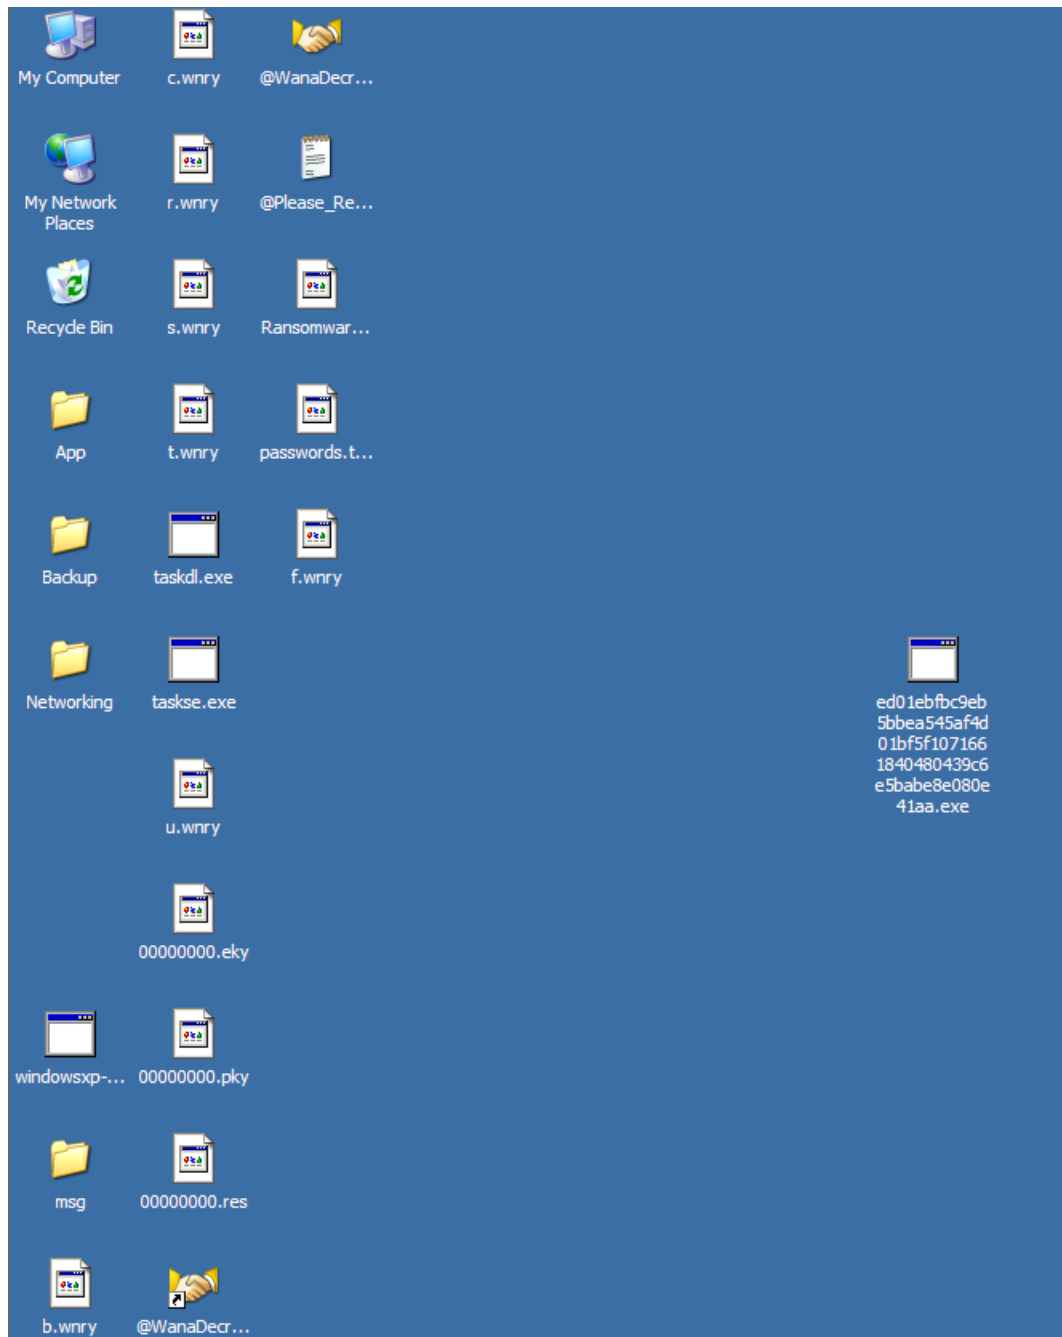 My Computer
c.wnry
@WanaDecr...
My Network
Places
r.wnry
@Please_Re...
Recycle Bin
s.wnry
Ransomwar...
App
t.wnry
passwords.t...
Backup
taskdl.exe
f.wnry
Networking
taskse.exe
ed01ebfbc9eb
5bbea545af4d
01bf5f107166
1840480439c6
e5babe8e080e
41aa.exe
u.wnry
00000000.eky
windowsxp-...
00000000.pky
msg
00000000.res
b.wnry
@WanaDecr...